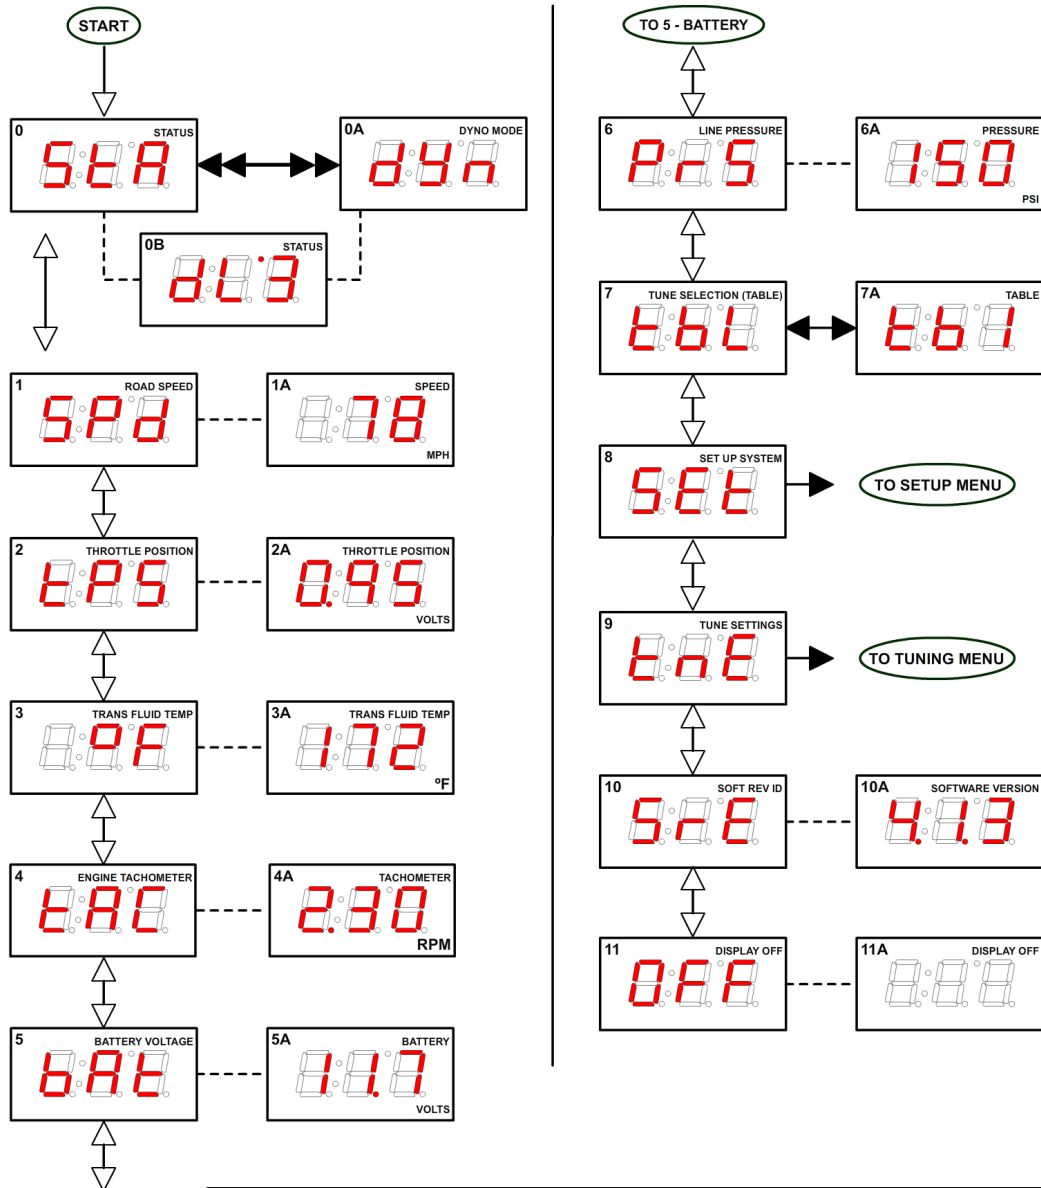 START
0 STATUS
StA
0A DYNO MODE
dYn
0B STATUS
dL'3
1 ROAD SPEED
SPd
1A SPEED
78
MPH
2 THROTTLE POSITION
tPS
2A THROTTLE POSITION
0.95
VOLTS
3 TRANS FLUID TEMP
ºF
3A TRANS FLUID TEMP
172
ºF
4 ENGINE TACHOMETER
tAC
4A TACHOMETER
2.30
RPM
5 BATTERY VOLTAGE
bAt
5A BATTERY
11.7
VOLTS
TO 5 - BATTERY
6 LINE PRESSURE
PrS
6A PRESSURE
150
PSI
7 TUNE SELECTION (TABLE)
tbL
7A TABLE
tb1
8 SET UP SYSTEM
SEt
TO SETUP MENU
9 TUNE SETTINGS
tnE
TO TUNING MENU
10 SOFT REV ID
SrE
10A SOFTWARE VERSION
4.1.3
11 DISPLAY OFF
OFF
11A DISPLAY OFF